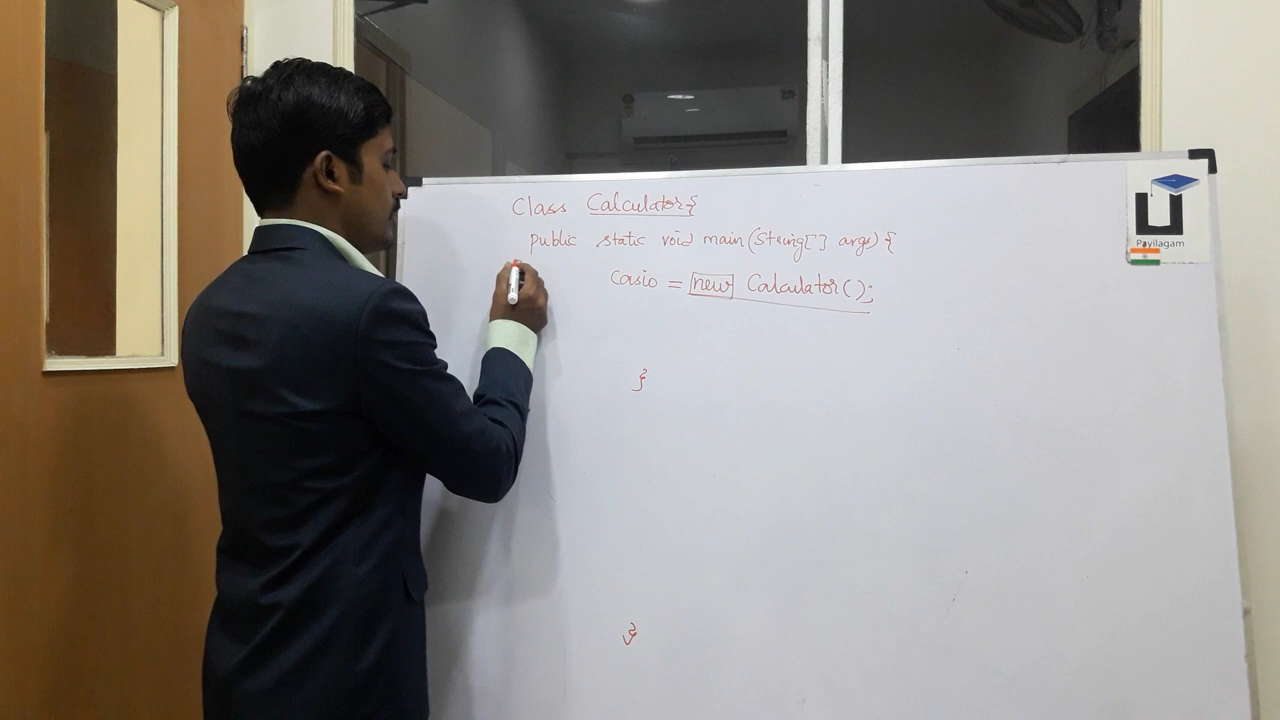 Class Calculator{
public static void main(String[] args) {
casio = new Calculator();
}
}
Payilagam